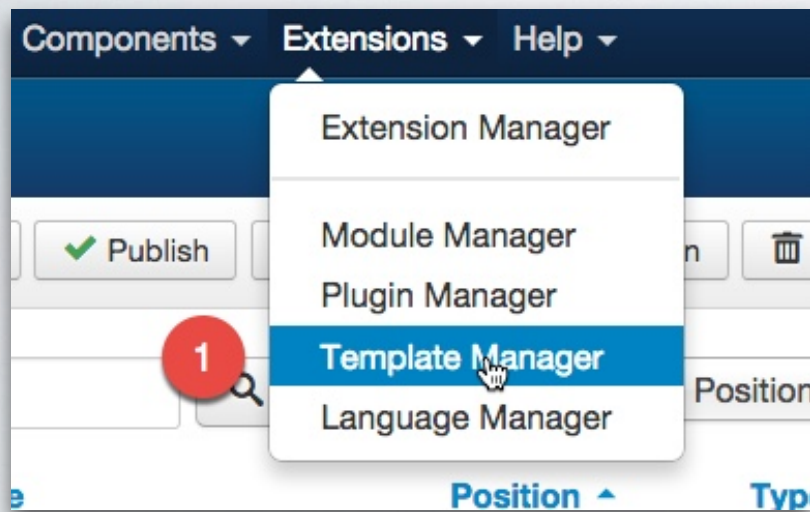 Components Extensions Help
Extension Manager
Module Manager
Publish
Plugin Manager
1
Template Manager
Position
Language Manager
Position